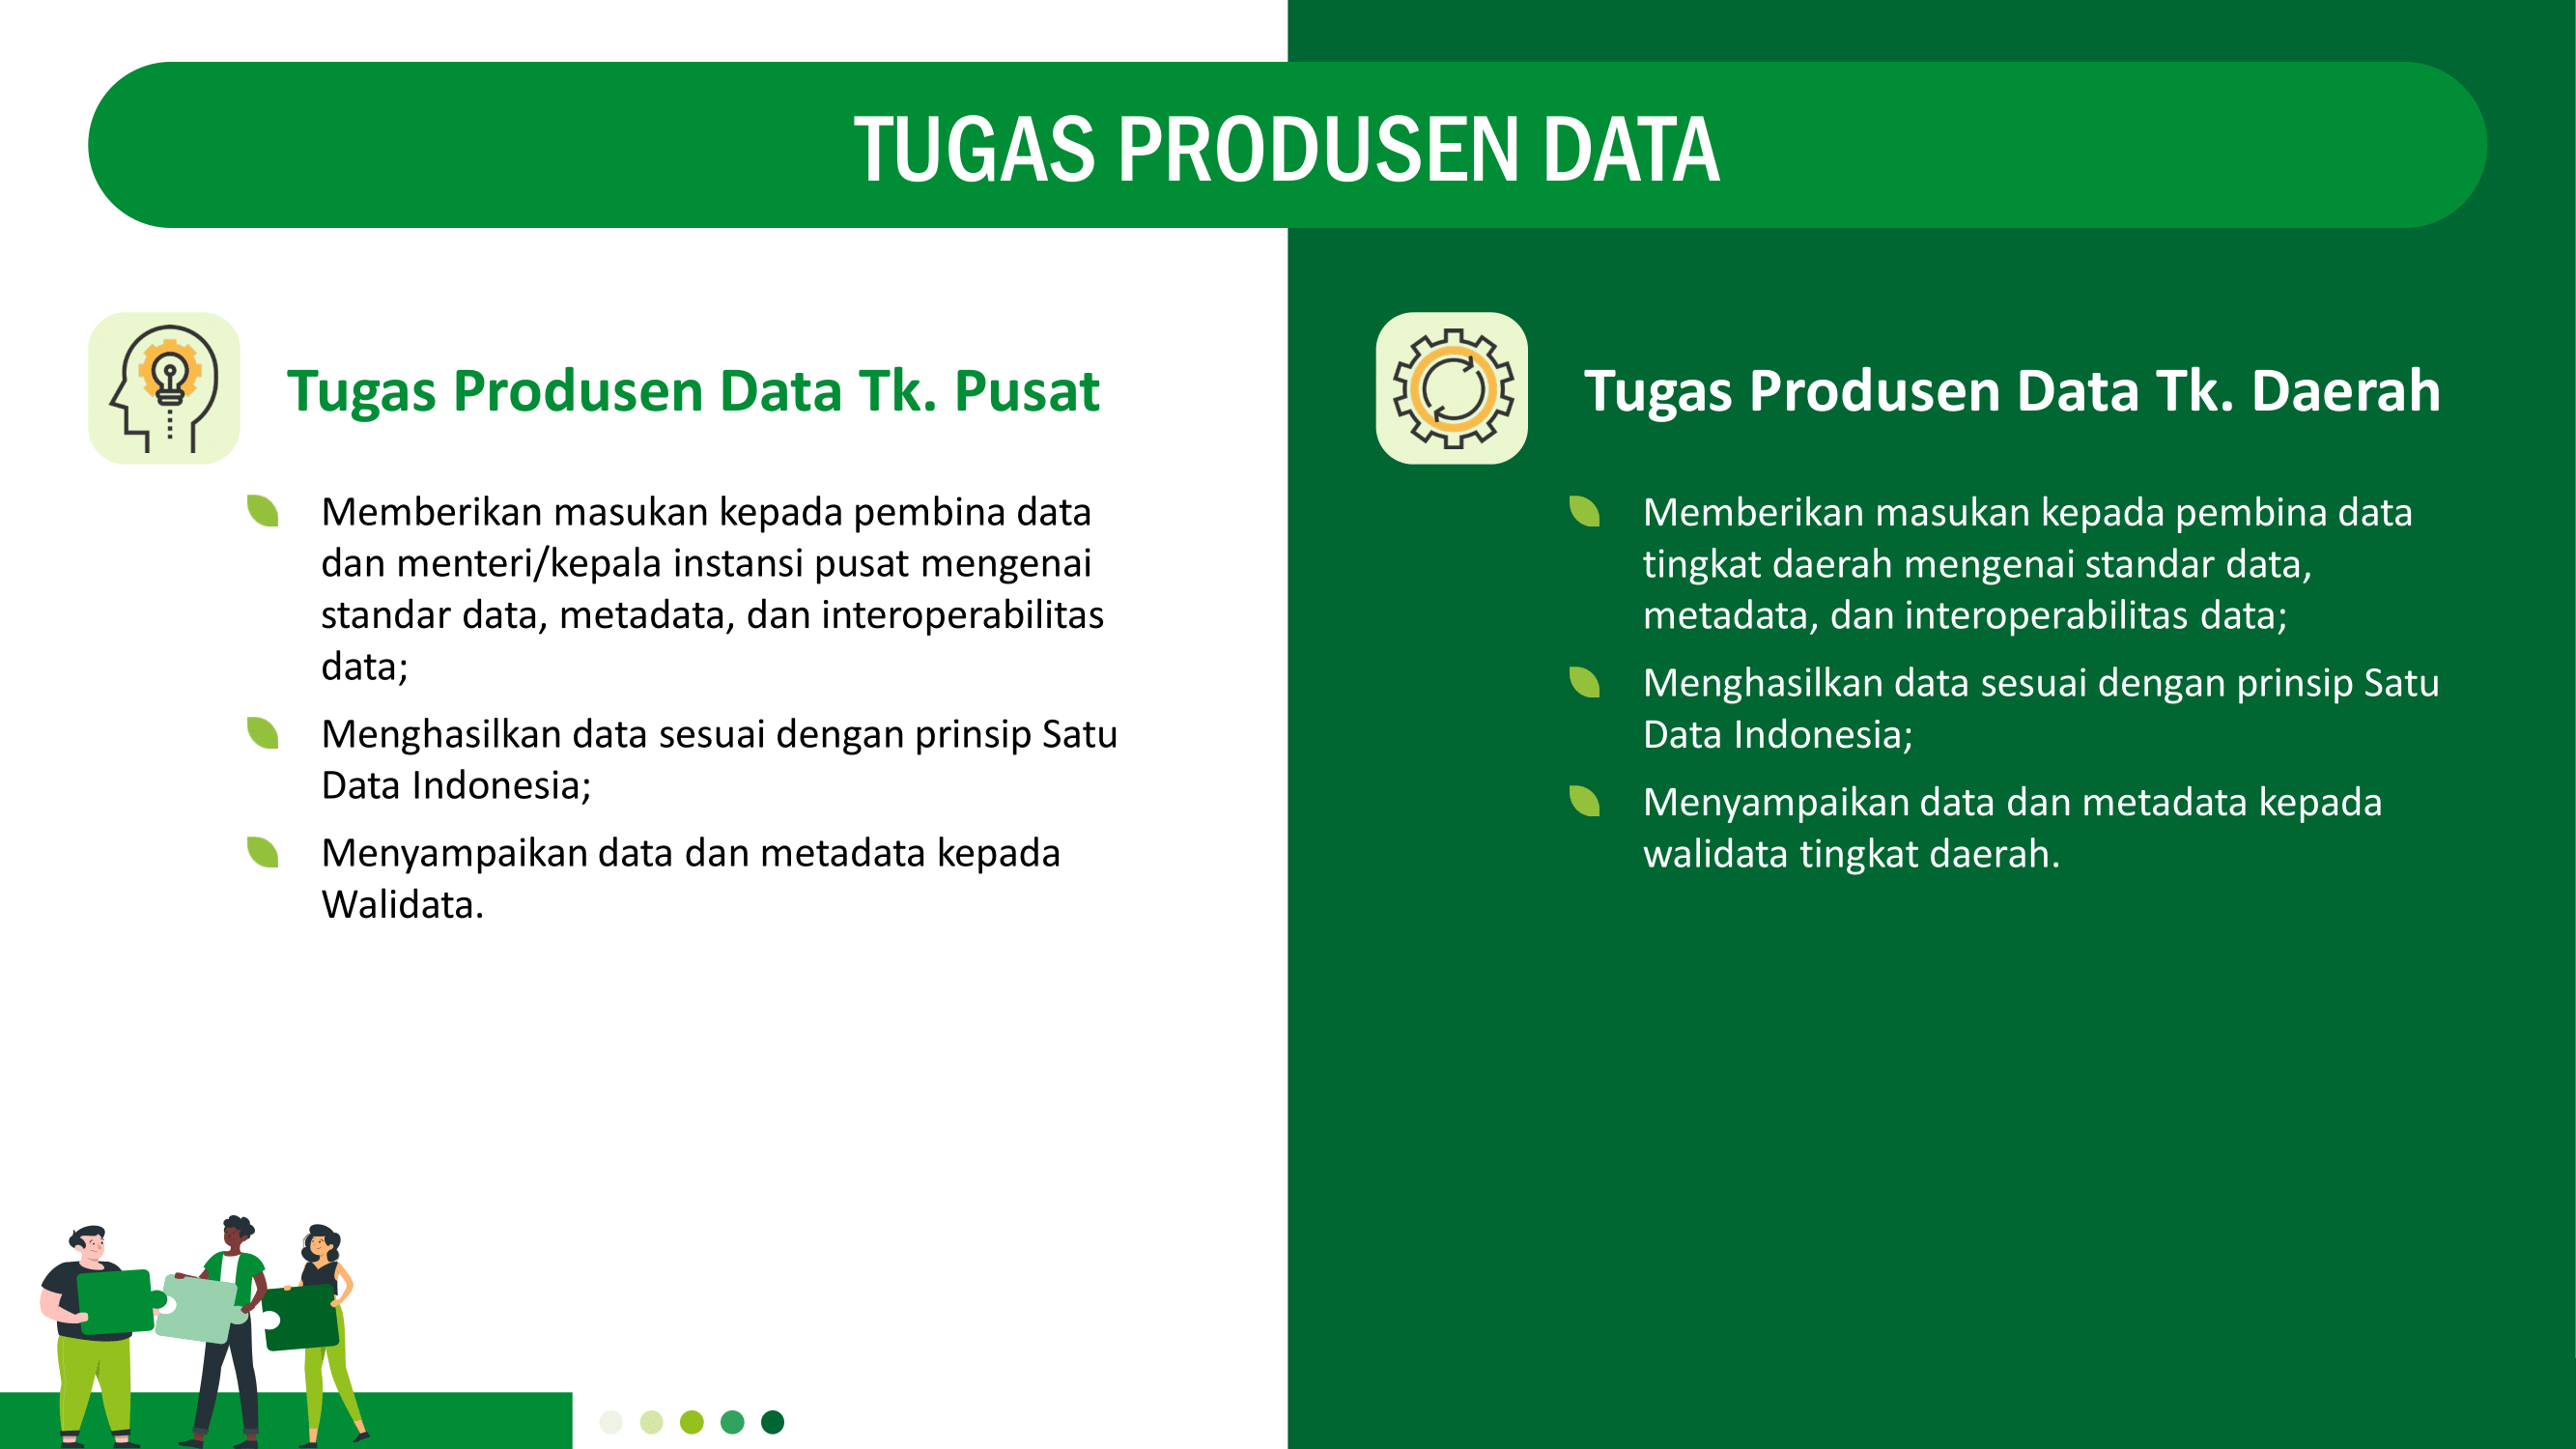 TUGAS PRODUSEN DATA
Tugas Produsen Data Tk. Pusat
Memberikan masukan kepada pembina data
dan menteri/kepala instansi pusat mengenai
standar data, metadata, dan interoperabilitas
data;
Menghasilkan data sesuai dengan prinsip Satu
Data Indonesia;
Menyampaikan data dan metadata kepada
Walidata.
Tugas Produsen Data Tk. Daerah
Memberikan masukan kepada pembina data
tingkat daerah mengenai standar data,
metadata, dan interoperabilitas data;
Menghasilkan data sesuai dengan prinsip Satu
Data Indonesia;
Menyampaikan data dan metadata kepada
walidata tingkat daerah.